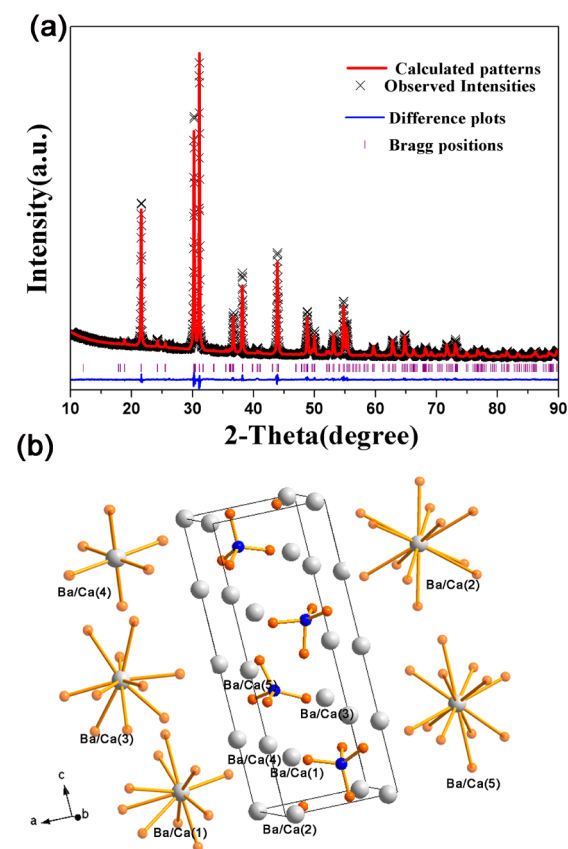 (a)
Calculated patterns
Observed Intensities
Difference plots
Bragg positions
Intensity(a.u.)
10 20 30 40 50 60 70 80 90
2-Theta(degree)
(b)
Ba/Ca(4)
Ba/Ca(2)
Ba/Ca(5)
Ba/Ca(3)
Ba/Ca(3)
Ba/Ca(4)
Ba/Ca(1)
Ba/Ca(5)
c
a
b
Ba/Ca(1)
Ba/Ca(2)